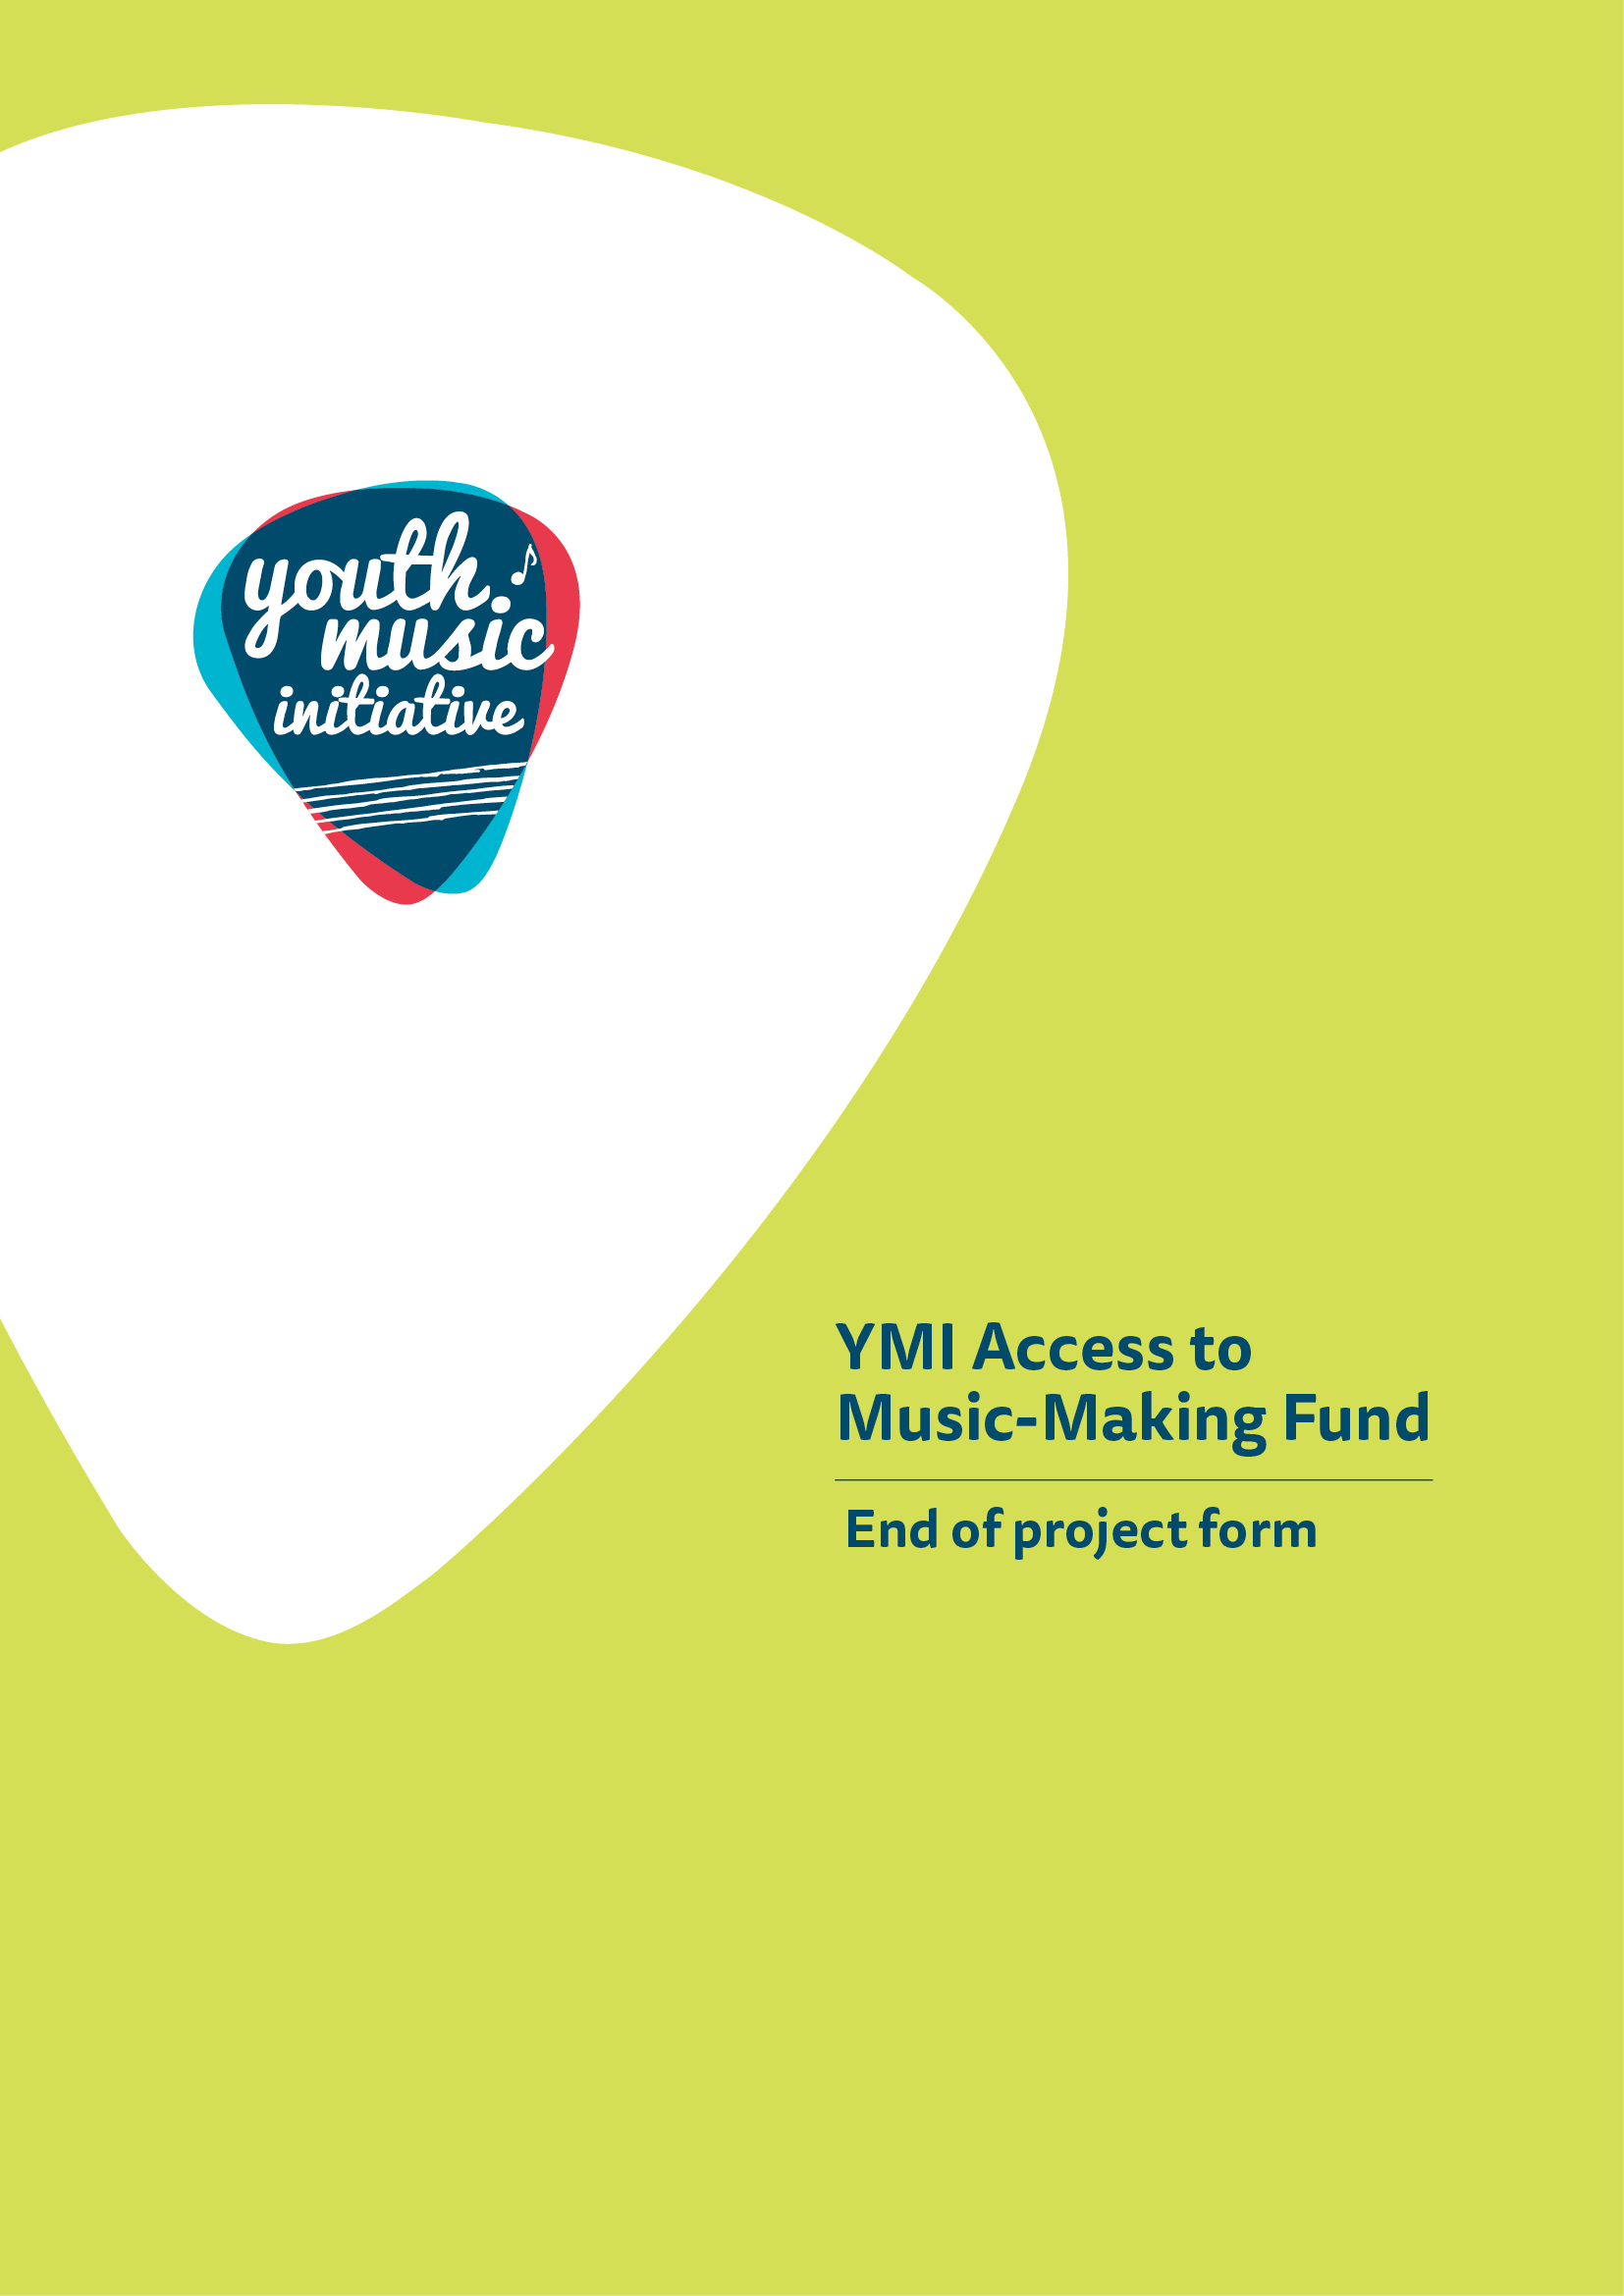 youth
music
initiative
YMI Access to
Music-Making Fund
End of project form